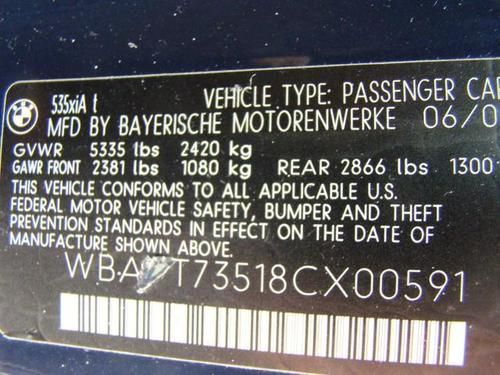 BMW
535xiA t
VEHICLE TYPE: PASSENGER CAR
MFD BY BAYERISCHE MOTORENWERKE 06/0
GVWR 5335 lbs 2420 kg
GAWR FRONT 2381 lbs 1080 kg REAR 2866 lbs 1300
THIS VEHICLE CONFORMS TO ALL APPLICABLE U.S.
FEDERAL MOTOR VEHICLE SAFETY, BUMPER AND THEFT
PREVENTION STANDARDS IN EFFECT ON THE DATE OF
MANUFACTURE SHOWN ABOVE.